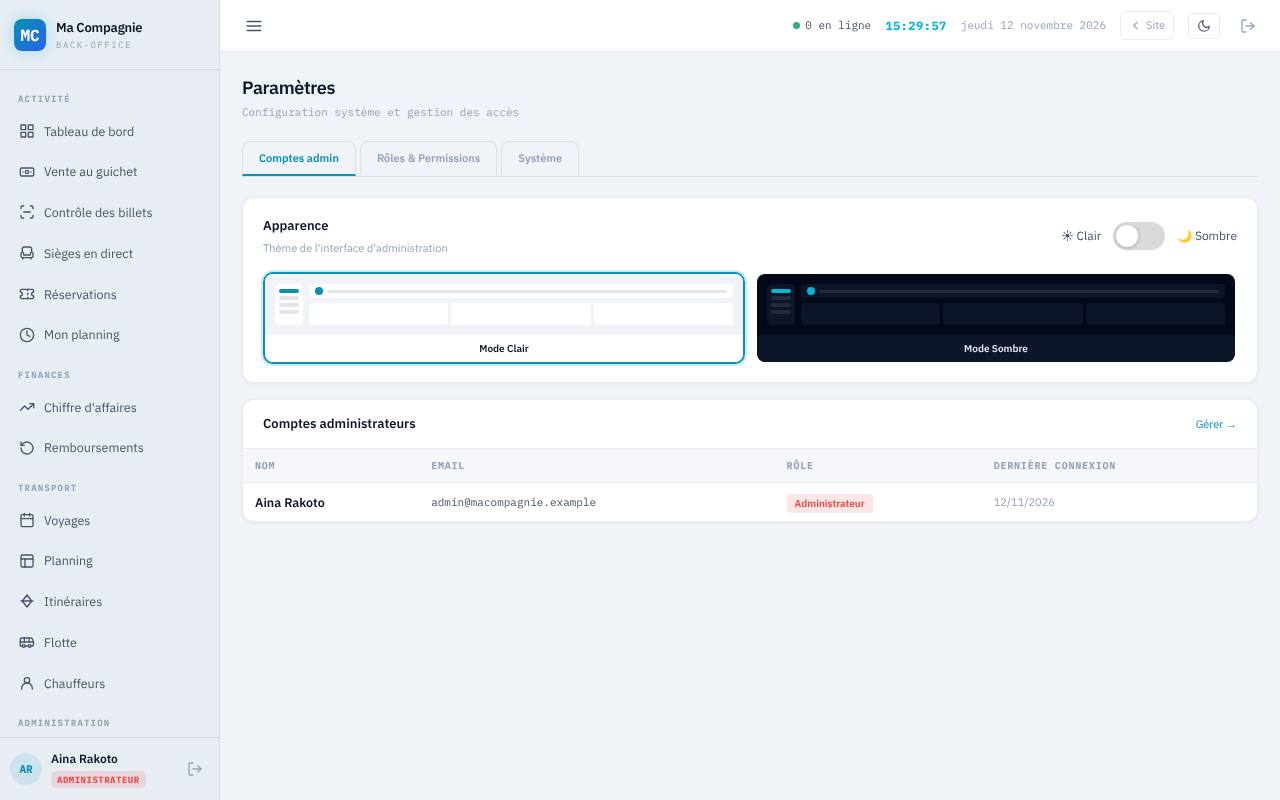 MC
Ma Compagnie
BACK-OFFICE
ACTIVITÉ
Tableau de bord
Vente au guichet
Contrôle des billets
Sièges en direct
Réservations
Mon planning
FINANCES
Chiffre d'affaires
Remboursements
TRANSPORT
Voyages
Planning
Itinéraires
Flotte
Chauffeurs
ADMINISTRATION
AR
Aina Rakoto
ADMINISTRATEUR
0 en ligne 15:29:57 jeudi 12 novembre 2026 Site
Paramètres
Configuration système et gestion des accès
Comptes admin Rôles & Permissions Système
Apparence
Thème de l'interface d'administration
☀ Clair 🌙 Sombre
Mode Clair Mode Sombre
Comptes administrateurs Gérer →
NOM EMAIL RÔLE DERNIÈRE CONNEXION
Aina Rakoto admin@macompagnie.example Administrateur 12/11/2026